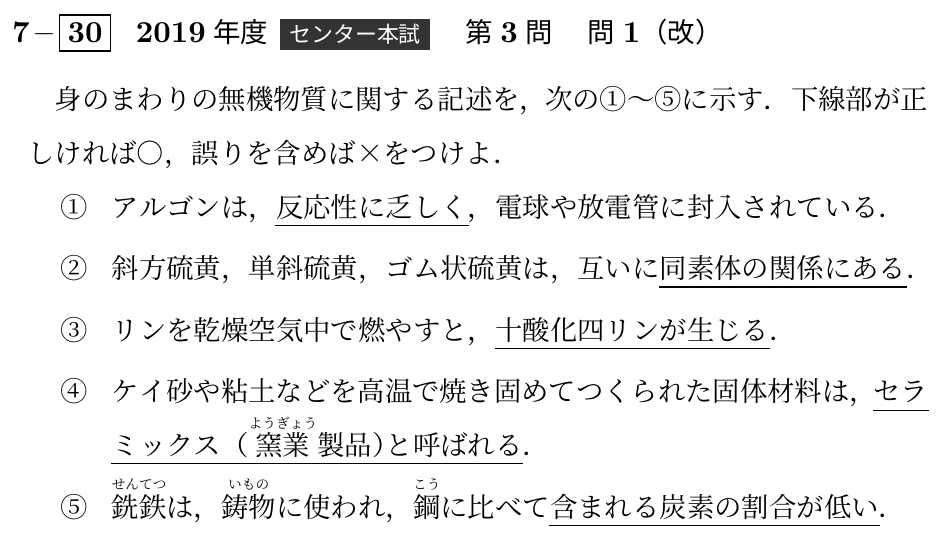 7-30 2019年度 センター本試 第3問 問1（改）
身のまわりの無機物質に関する記述を，次の①〜⑤に示す．下線部が正
しければ○，誤りを含めば×をつけよ．
① アルゴンは，反応性に乏しく，電球や放電管に封入されている．
② 斜方硫黄，単斜硫黄，ゴム状硫黄は，互いに同素体の関係にある．
③ リンを乾燥空気中で燃やすと，十酸化四リンが生じる．
④ ケイ砂や粘土などを高温で焼き固めてつくられた固体材料は，セラ
ようぎょう
ミックス（窯業製品）と呼ばれる．
せんてつ いもの こう
⑤ 銑鉄は，鋳物に使われ，鋼に比べて含まれる炭素の割合が低い．